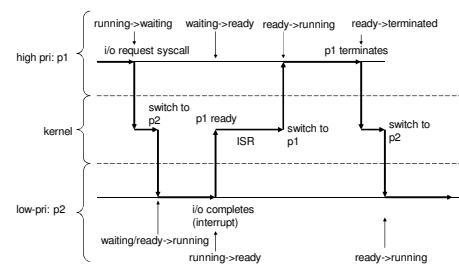 running->waiting
waiting->ready
ready->running
ready->terminated
i/o request syscall
p1 terminates
high pri: p1
switch to
p2
p1 ready
kernel
ISR
switch to
p1
switch to
p2
low-pri: p2
i/o completes
(interrupt)
waiting/ready->running
running->ready
ready->running